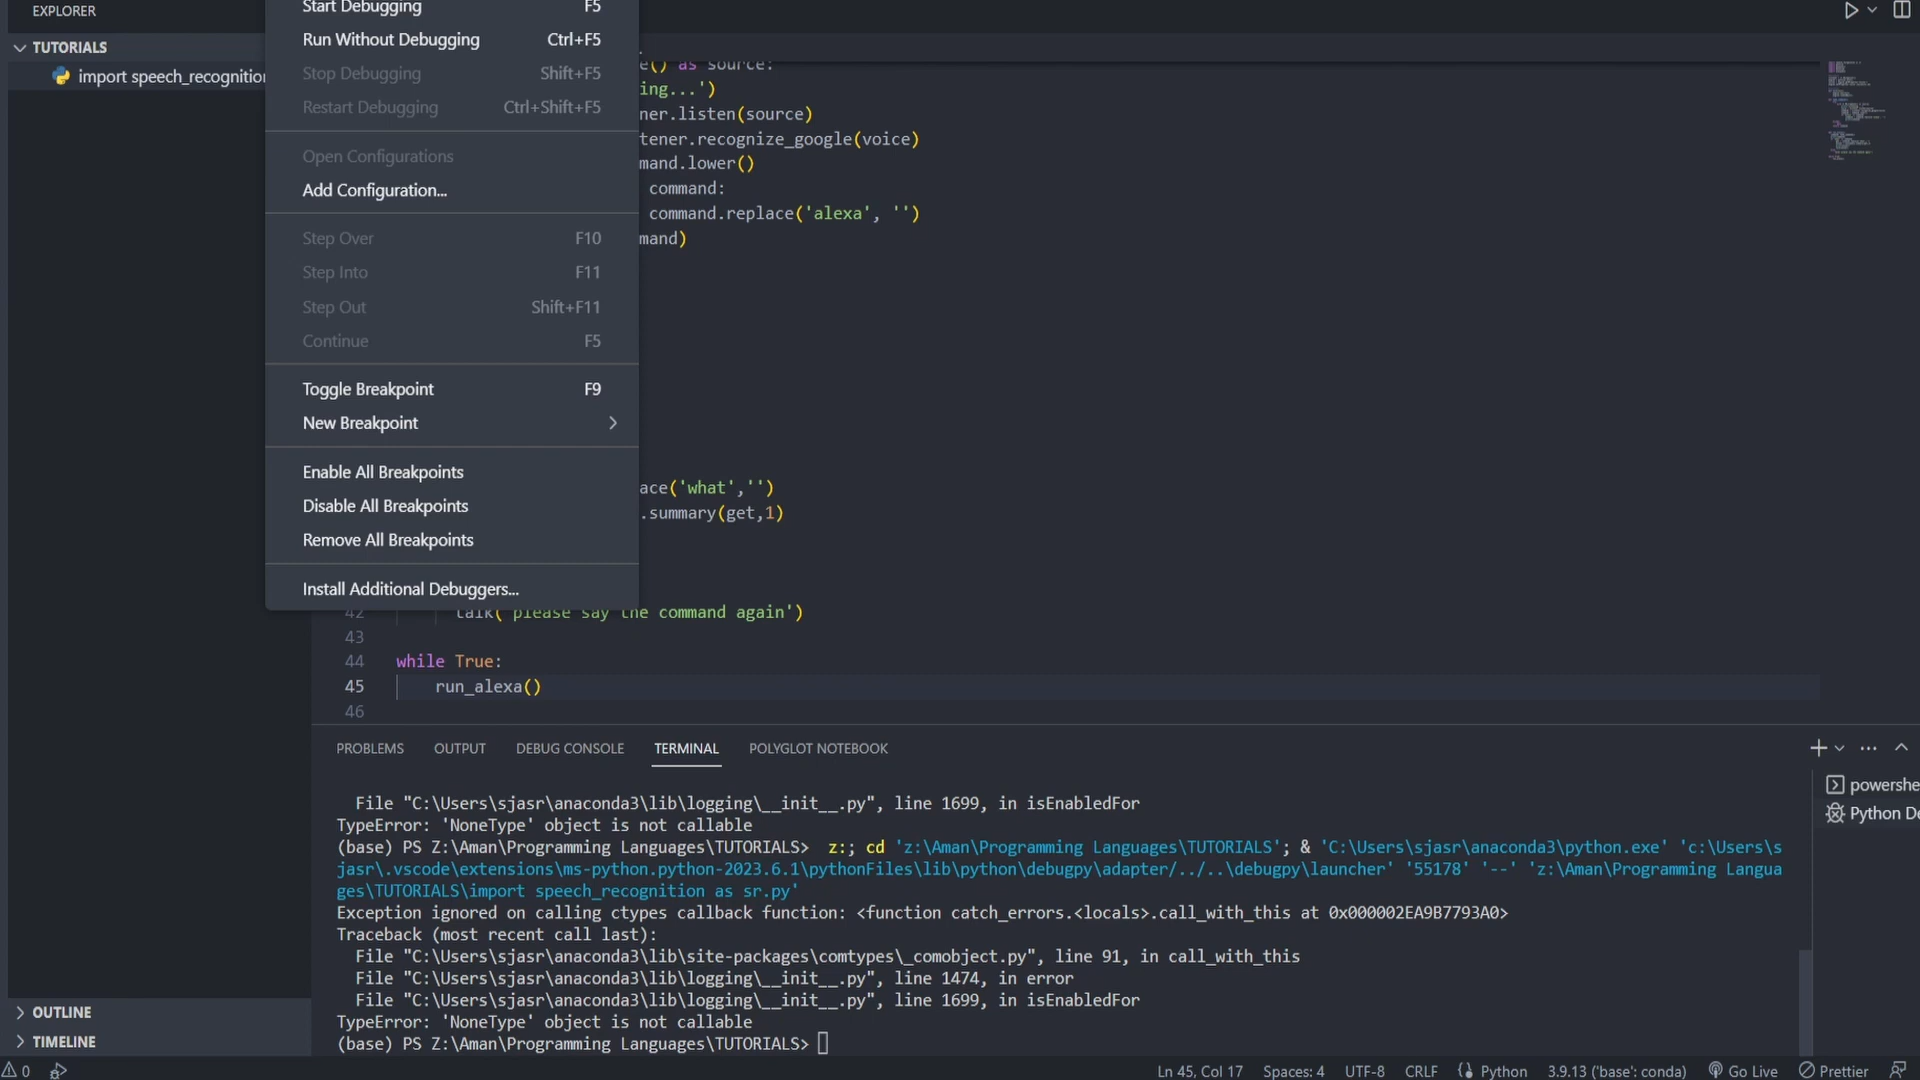 EXPLORER
TUTORIALS
import speech_recognition
Start Debugging F5
Run Without Debugging Ctrl+F5
Stop Debugging Shift+F5
Restart Debugging Ctrl+Shift+F5
Open Configurations
Add Configuration...
Step Over F10
Step Into F11
Step Out Shift+F11
Continue F5
Toggle Breakpoint F9
New Breakpoint
Enable All Breakpoints
Disable All Breakpoints
Remove All Breakpoints
Install Additional Debuggers...
e() as source:
ing...')
ner.listen(source)
tener.recognize_google(voice)
mand.lower()
command:
command.replace('alexa', '')
mand)
ace('what','')
.summary(get,1)
42 talk('please say the command again')
43
44 while True:
45 run_alexa()
46
PROBLEMS OUTPUT DEBUG CONSOLE TERMINAL POLYGLOT NOTEBOOK
powershe
Python De
File "C:\Users\sjasr\anaconda3\lib\logging\__init__.py", line 1699, in isEnabledFor
TypeError: 'NoneType' object is not callable
(base) PS Z:\Aman\Programming Languages\TUTORIALS> z:; cd 'z:\Aman\Programming Languages\TUTORIALS'; & 'C:\Users\sjasr\anaconda3\python.exe' 'c:\Users\s
jasr\.vscode\extensions\ms-python.python-2023.6.1\pythonFiles\lib\python\debugpy\adapter/../..\debugpy\launcher' '55178' '--' 'z:\Aman\Programming Langua
ges\TUTORIALS\import speech_recognition as sr.py'
Exception ignored on calling ctypes callback function: <function catch_errors.<locals>.call_with_this at 0x000002EA9B7793A0>
Traceback (most recent call last):
File "C:\Users\sjasr\anaconda3\lib\site-packages\comtypes\_comobject.py", line 91, in call_with_this
File "C:\Users\sjasr\anaconda3\lib\logging\__init__.py", line 1474, in error
File "C:\Users\sjasr\anaconda3\lib\logging\__init__.py", line 1699, in isEnabledFor
TypeError: 'NoneType' object is not callable
(base) PS Z:\Aman\Programming Languages\TUTORIALS>
OUTLINE
TIMELINE
0 Ln 45, Col 17 Spaces: 4 UTF-8 CRLF Python 3.9.13 ('base': conda) Go Live Prettier